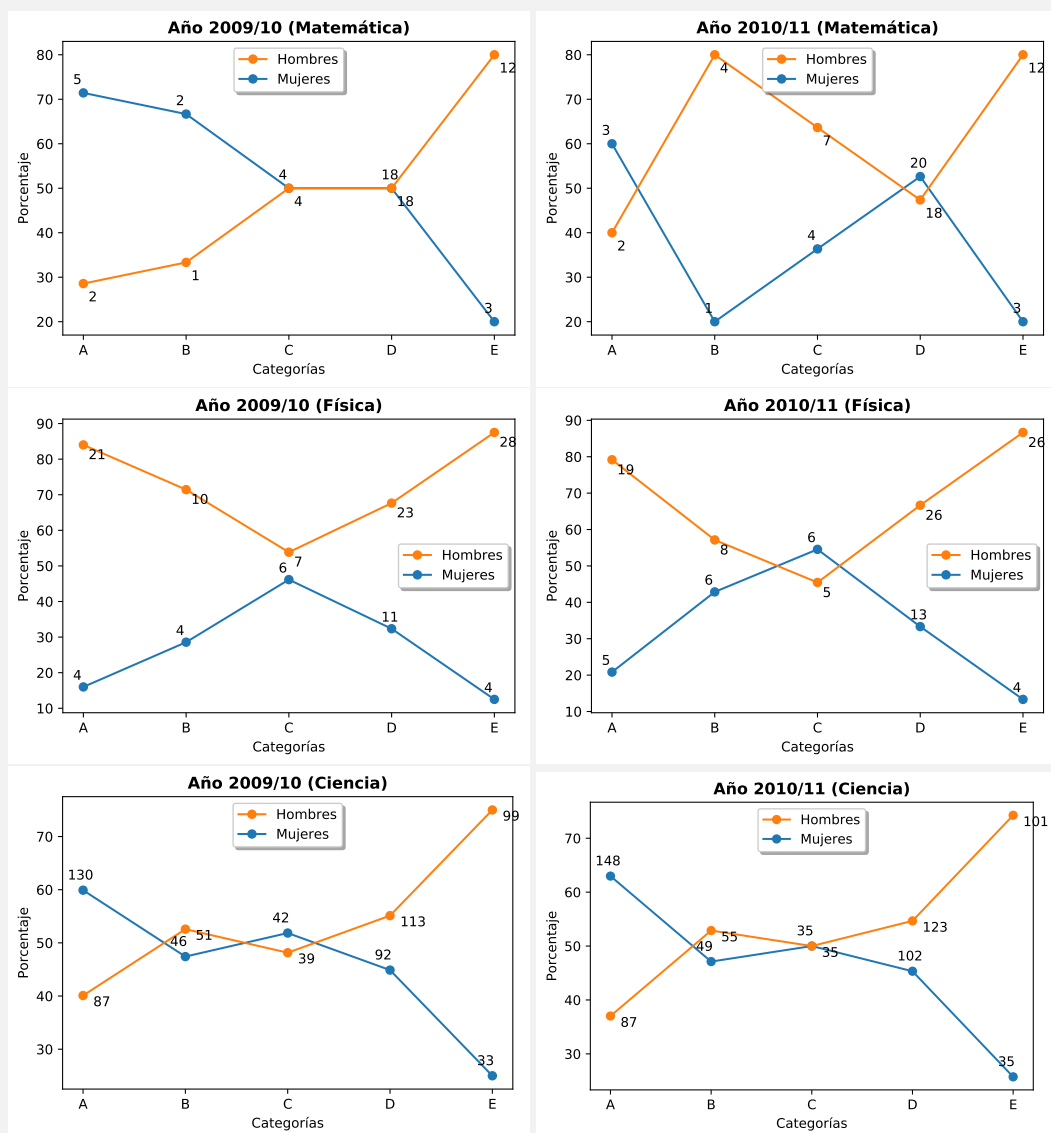 Año 2009/10 (Matemática)
80
70
60
50
40
30
20
Porcentaje
5
2
4
18
3
2
1
4
18
12
Hombres
Mujeres
A B C D E
Categorías
Año 2010/11 (Matemática)
80
70
60
50
40
30
20
Porcentaje
3
1
4
20
3
2
4
7
18
12
Hombres
Mujeres
A B C D E
Categorías
Año 2009/10 (Física)
90
80
70
60
50
40
30
20
10
Porcentaje
21
10
7
23
28
4
4
6
11
4
Hombres
Mujeres
A B C D E
Categorías
Año 2010/11 (Física)
90
80
70
60
50
40
30
20
10
Porcentaje
19
8
5
26
26
5
6
6
13
4
Hombres
Mujeres
A B C D E
Categorías
Año 2009/10 (Ciencia)
70
60
50
40
30
Porcentaje
130
46
42
92
33
87
51
39
113
99
Hombres
Mujeres
A B C D E
Categorías
Año 2010/11 (Ciencia)
70
60
50
40
30
Porcentaje
148
49
35
102
35
87
55
35
123
101
Hombres
Mujeres
A B C D E
Categorías